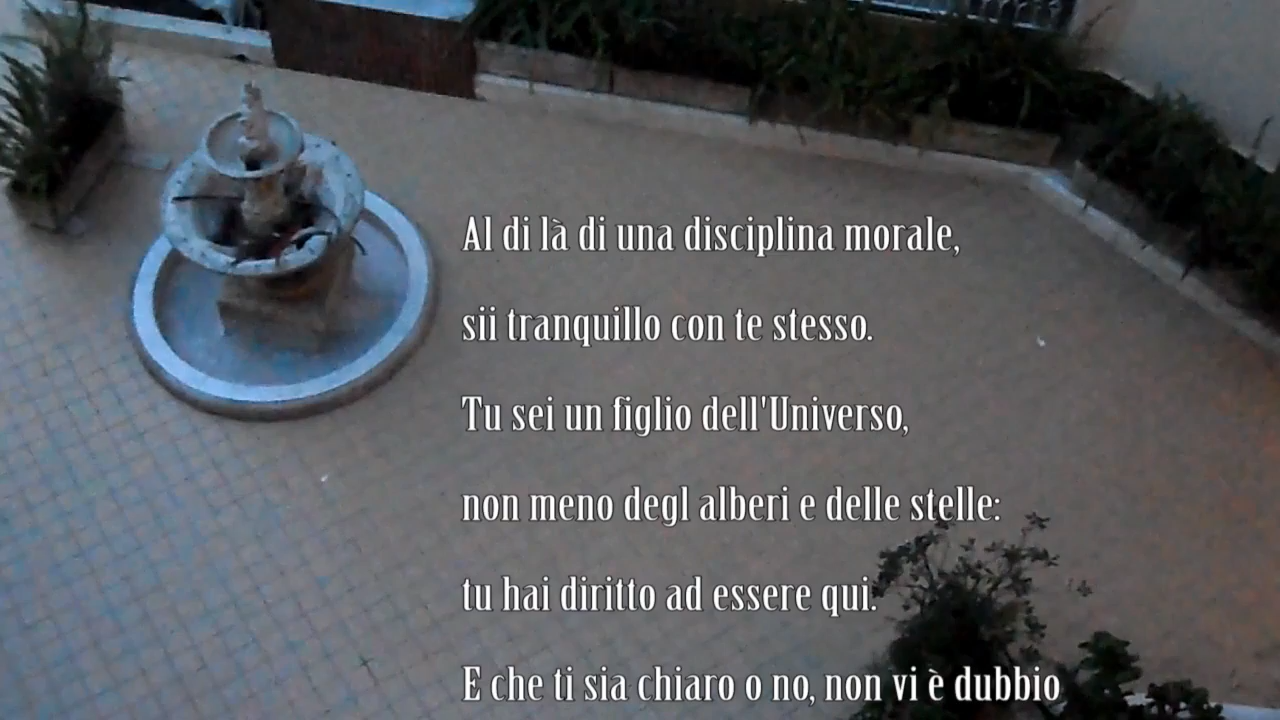 Al di là di una disciplina morale,
sii tranquillo con te stesso.
Tu sei un figlio dell'Universo,
non meno degl alberi e delle stelle:
tu hai diritto ad essere qui.
E che ti sia chiaro o no, non vi è dubbio